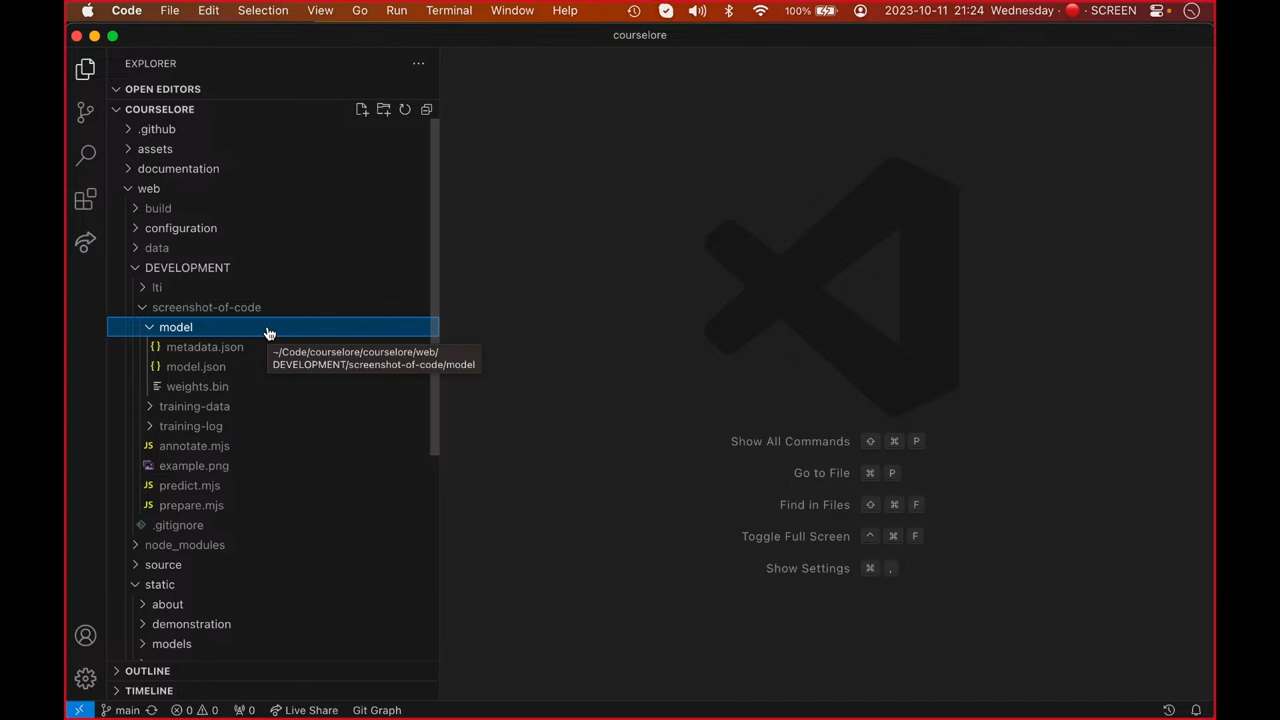 Code File Edit Selection View Go Run Terminal Window Help 100% 2023-10-11 21:24 Wednesday SCREEN
courselore
EXPLORER
OPEN EDITORS
COURSELORE
.github
assets
documentation
web
build
configuration
data
DEVELOPMENT
lti
screenshot-of-code
model
metadata.json
~/Code/courselore/courselore/web/
DEVELOPMENT/screenshot-of-code/model
model.json
weights.bin
training-data
training-log
JS annotate.mjs
example.png
JS predict.mjs
JS prepare.mjs
.gitignore
node_modules
source
static
about
demonstration
models
OUTLINE
TIMELINE
Show All Commands ⇧ ⌘ P
Go to File ⌘ P
Find in Files ⇧ ⌘ F
Toggle Full Screen ^ ⌘ F
Show Settings ⌘ ,
main 0 0 0 Live Share Git Graph